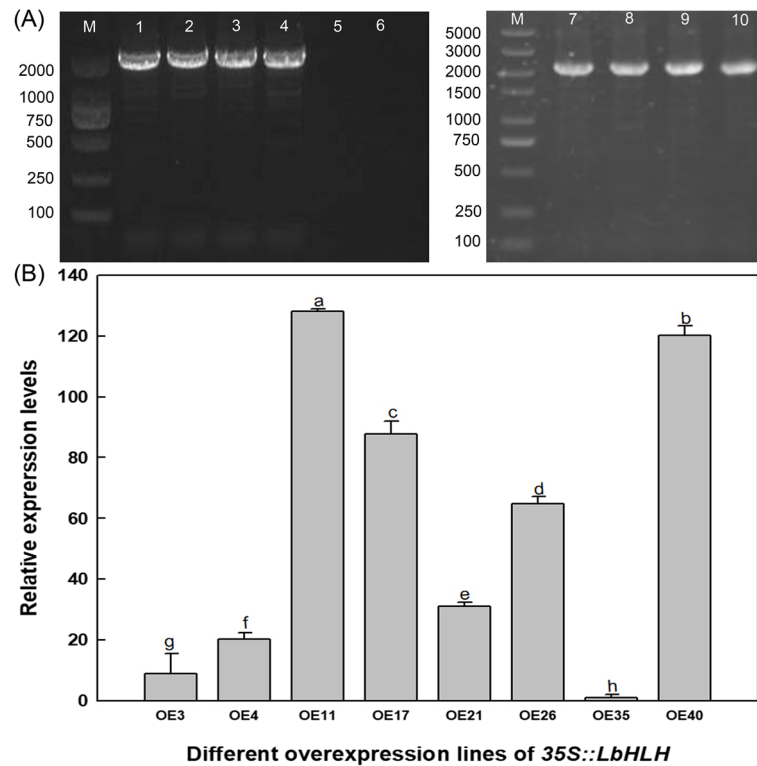 (A)
M 1 2 3 4 5 6
2000
1000
750
500
250
100
M 7 8 9 10
5000
3000
2000
1500
1000
750
500
250
100
(B)
Relative exprerssion levels
140
120
100
80
60
40
20
0
g f a c e d h b
OE3 OE4 OE11 OE17 OE21 OE26 OE35 OE40
Different overexpression lines of 35S::LbHLH